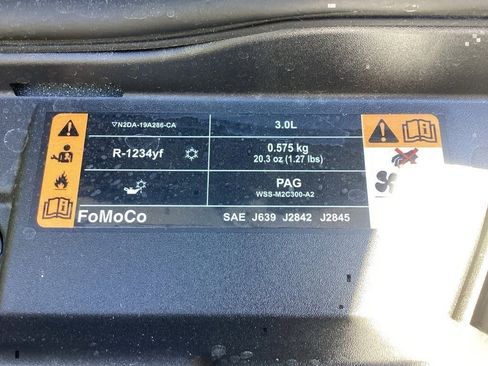 ▽N2DA-19A286-CA 3.0L
R-1234yf 0.575 kg
20.3 oz (1.27 lbs)
PAG
WSS-M2C300-A2
FoMoCo SAE J639 J2842 J2845